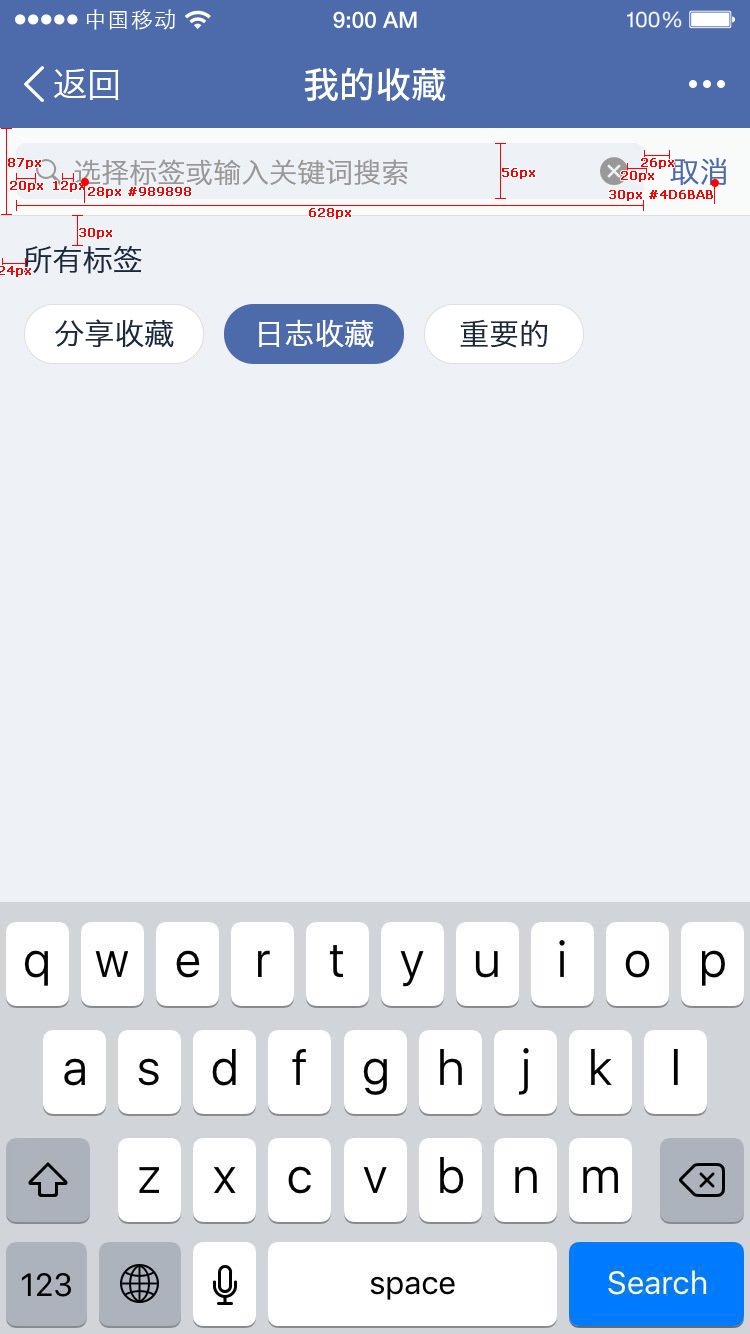 中国移动 9:00 AM 100%
返回 我的收藏
87px 选择标签或输入关键词搜索 56px 26px 取消
20px 12px 28px #989898 20px
30px #4D6BAB
628px
30px
所有标签
24px
分享收藏 日志收藏 重要的
q w e r t y u i o p
a s d f g h j k l
z x c v b n m
123 space Search